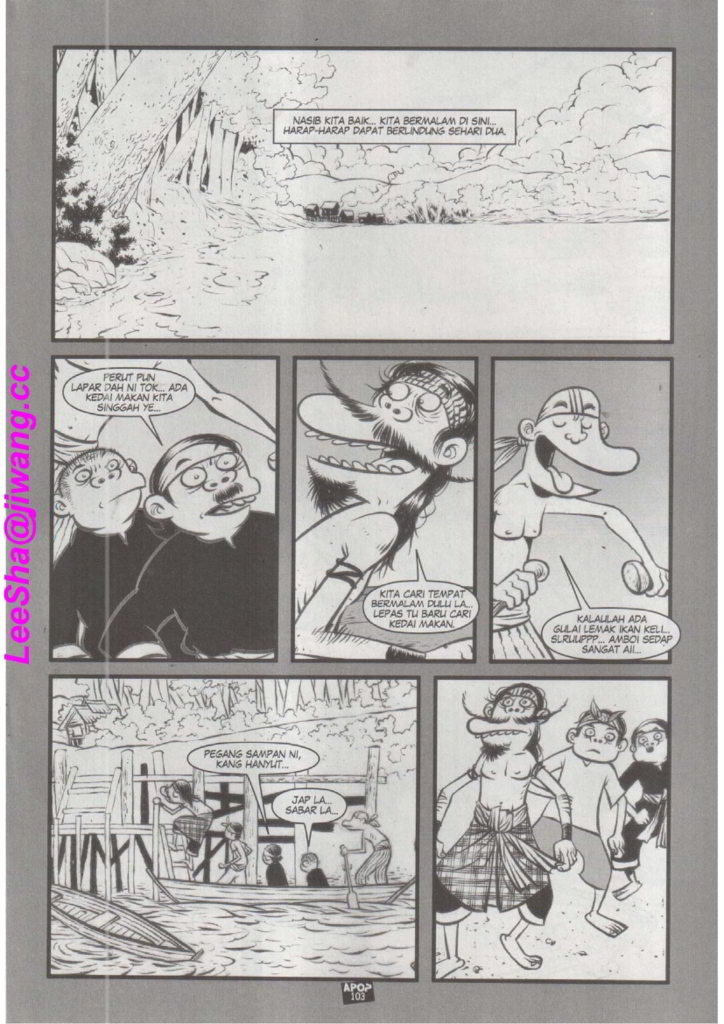 NASIB KITA BAIK... KITA BERMALAM DI SINI...
HARAP-HARAP DAPAT BERLINDUNG SEHARI DUA.
PERUT PUN
LAPAR DAH NI TOK... ADA
KEDAI MAKAN KITA
SINGGAH YE...
KITA CARI TEMPAT
BERMALAM DULU LA...
LEPAS TU BARU CARI
KEDAI MAKAN.
KALAULAH ADA
GULAI LEMAK IKAN KELI..
SLRUUPPP... AMBOI SEDAP
SANGAT AII...
PEGANG SAMPAN NI,
KANG HANYUT...
JAP LA...
SABAR LA...
APOP
103
LeeSha@jiwang.cc